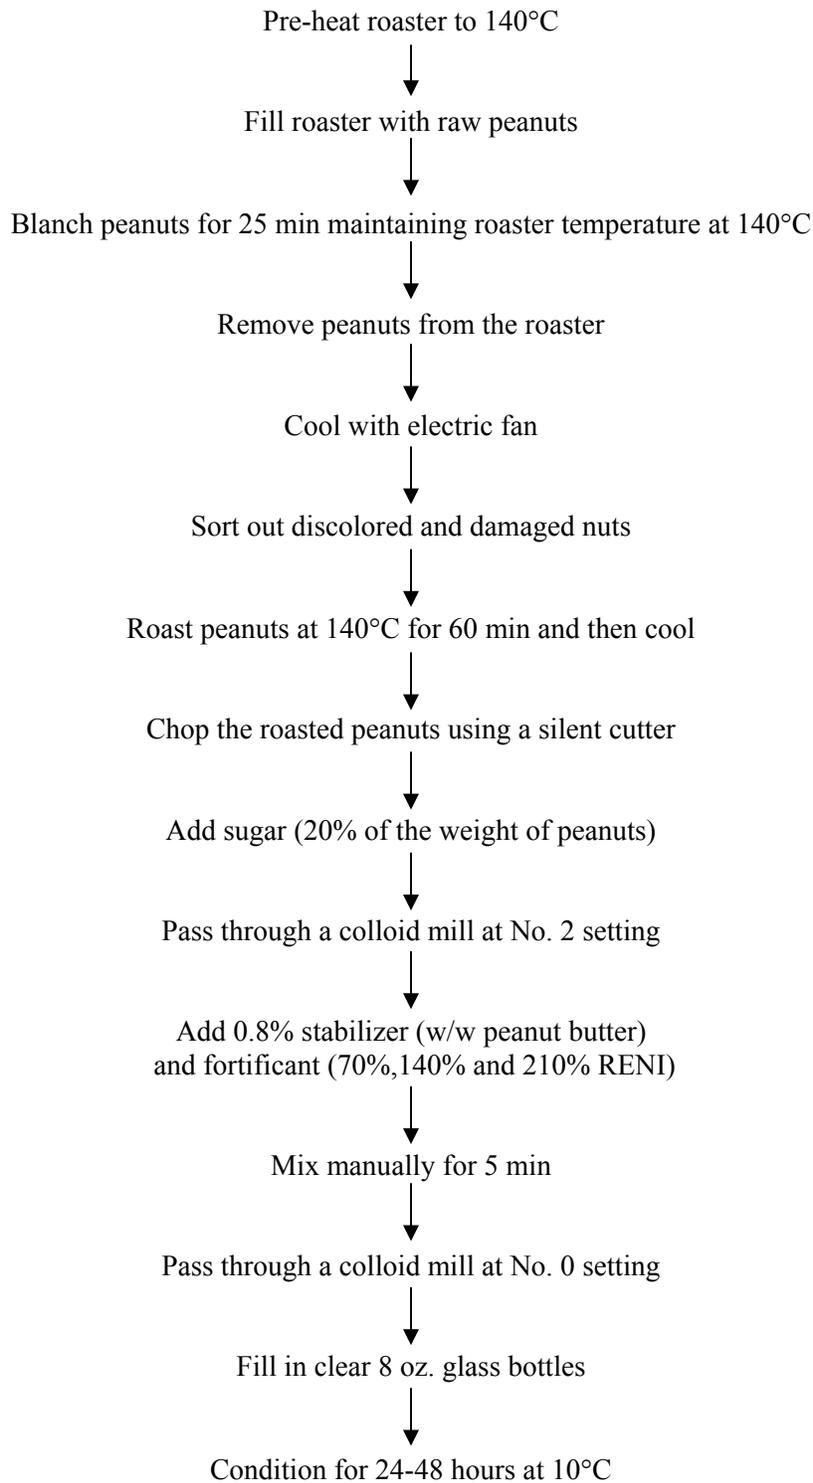 Pre-heat roaster to 140°C
Fill roaster with raw peanuts
Blanch peanuts for 25 min maintaining roaster temperature at 140°C
Remove peanuts from the roaster
Cool with electric fan
Sort out discolored and damaged nuts
Roast peanuts at 140°C for 60 min and then cool
Chop the roasted peanuts using a silent cutter
Add sugar (20% of the weight of peanuts)
Pass through a colloid mill at No. 2 setting
Add 0.8% stabilizer (w/w peanut butter)
and fortificant (70%,140% and 210% RENI)
Mix manually for 5 min
Pass through a colloid mill at No. 0 setting
Fill in clear 8 oz. glass bottles
Condition for 24-48 hours at 10°C